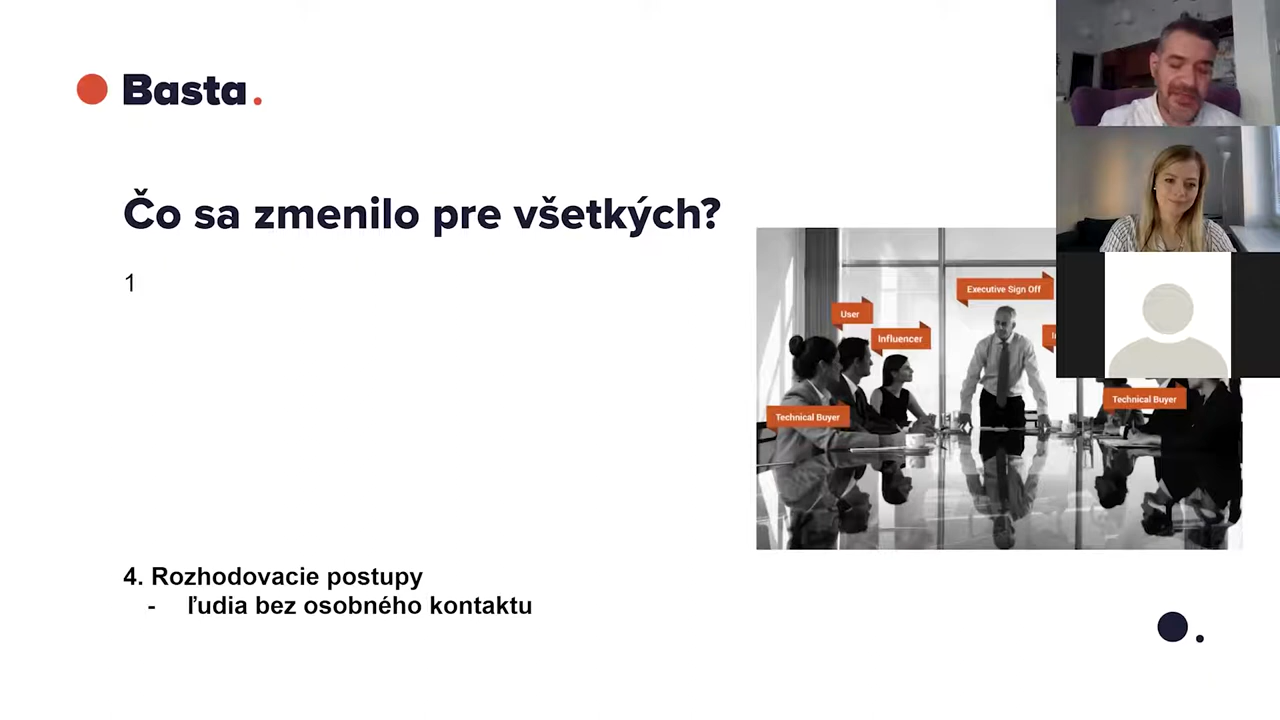 Basta.
Čo sa zmenilo pre všetkých?
1
Executive Sign Off
User
Influencer
Technical Buyer
Technical Buyer
4. Rozhodovacie postupy
- ľudia bez osobného kontaktu